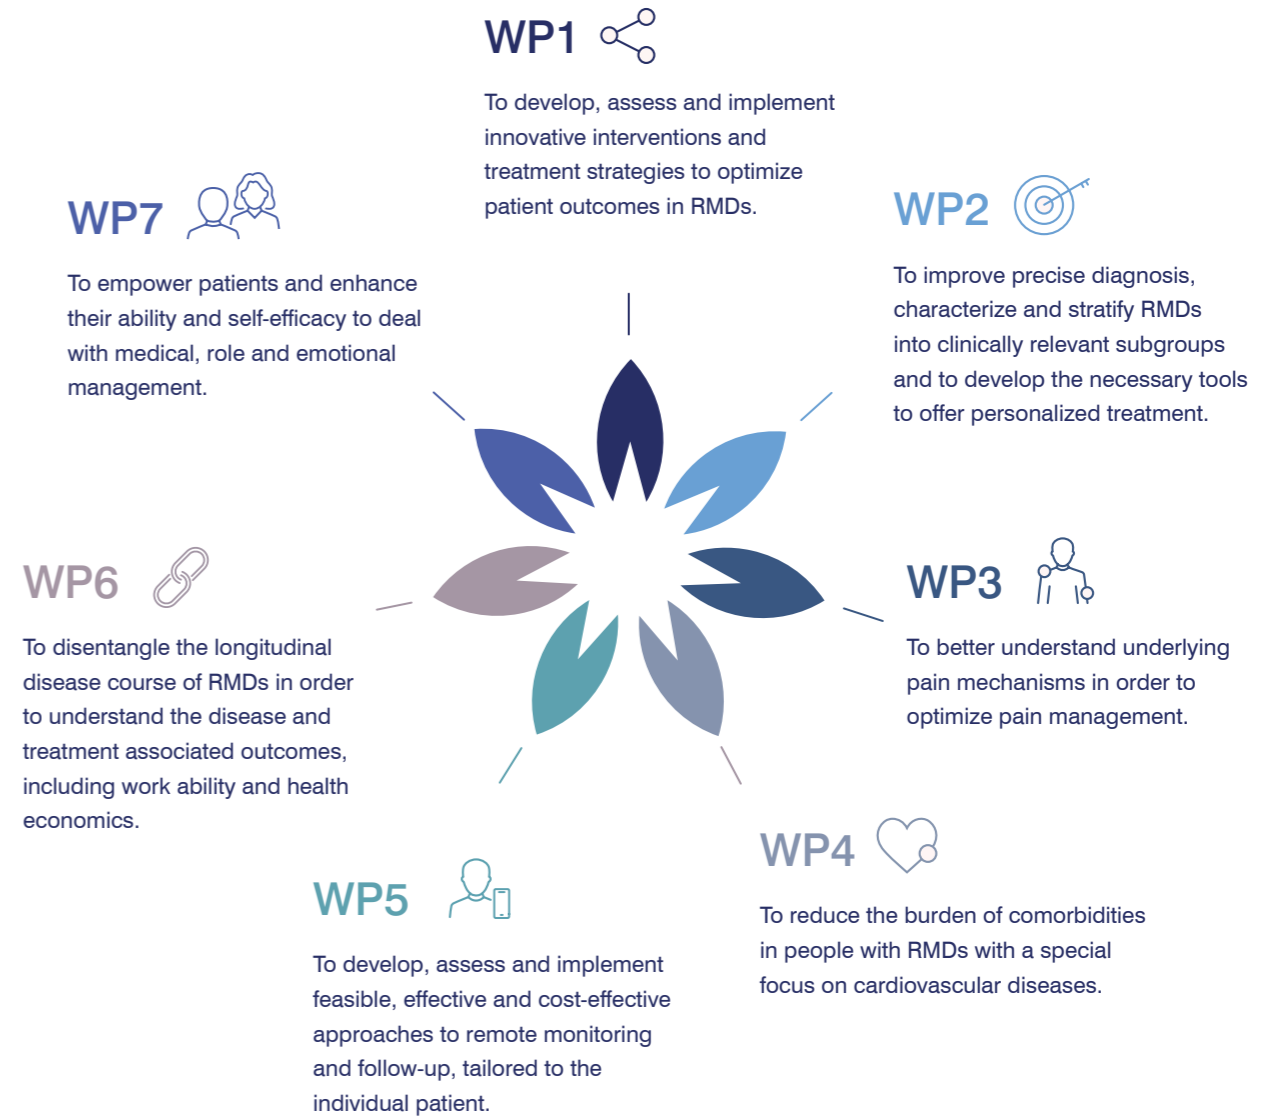 WP1
To develop, assess and implement
innovative interventions and
treatment strategies to optimize
patient outcomes in RMDs.
WP2
To improve precise diagnosis,
characterize and stratify RMDs
into clinically relevant subgroups
and to develop the necessary tools
to offer personalized treatment.
WP3
To better understand underlying
pain mechanisms in order to
optimize pain management.
WP4
To reduce the burden of comorbidities
in people with RMDs with a special
focus on cardiovascular diseases.
WP5
To develop, assess and implement
feasible, effective and cost-effective
approaches to remote monitoring
and follow-up, tailored to the
individual patient.
WP6
To disentangle the longitudinal
disease course of RMDs in order
to understand the disease and
treatment associated outcomes,
including work ability and health
economics.
WP7
To empower patients and enhance
their ability and self-efficacy to deal
with medical, role and emotional
management.